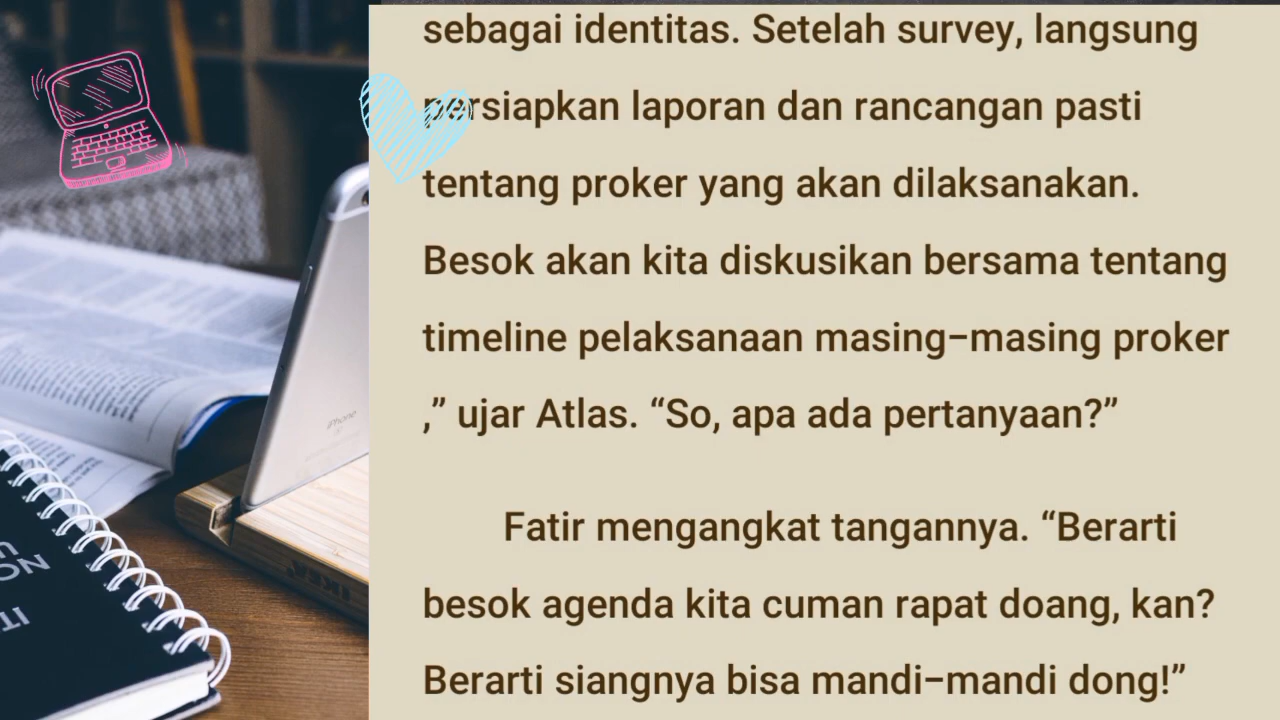 sebagai identitas. Setelah survey, langsung
persiapkan laporan dan rancangan pasti
tentang proker yang akan dilaksanakan.
Besok akan kita diskusikan bersama tentang
timeline pelaksanaan masing–masing proker
,” ujar Atlas. “So, apa ada pertanyaan?”
Fatir mengangkat tangannya. “Berarti
besok agenda kita cuman rapat doang, kan?
Berarti siangnya bisa mandi–mandi dong!”
iPhone
IKEA